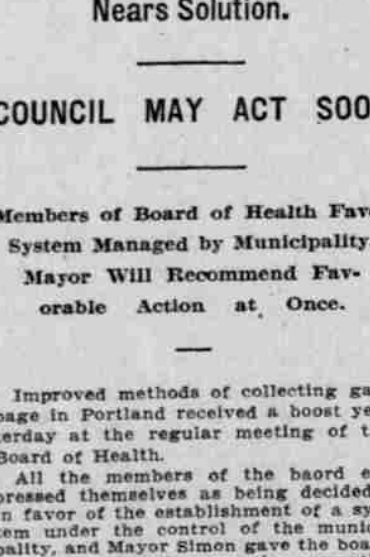 Nears Solution.
COUNCIL MAY ACT SOO
Members of Board of Health Fav
System Managed by Municipality
Mayor Will Recommend Fav-
orable Action at Once.
Improved methods of collecting ga
bage in Portland received a boost ye
terday at the regular meeting of t
Board of Health.
All the members of the baord e
pressed themselves as being decided
in favor of the establishment of a sy
tem under the control of the munic
pality, and Mayor Simon gave the boa